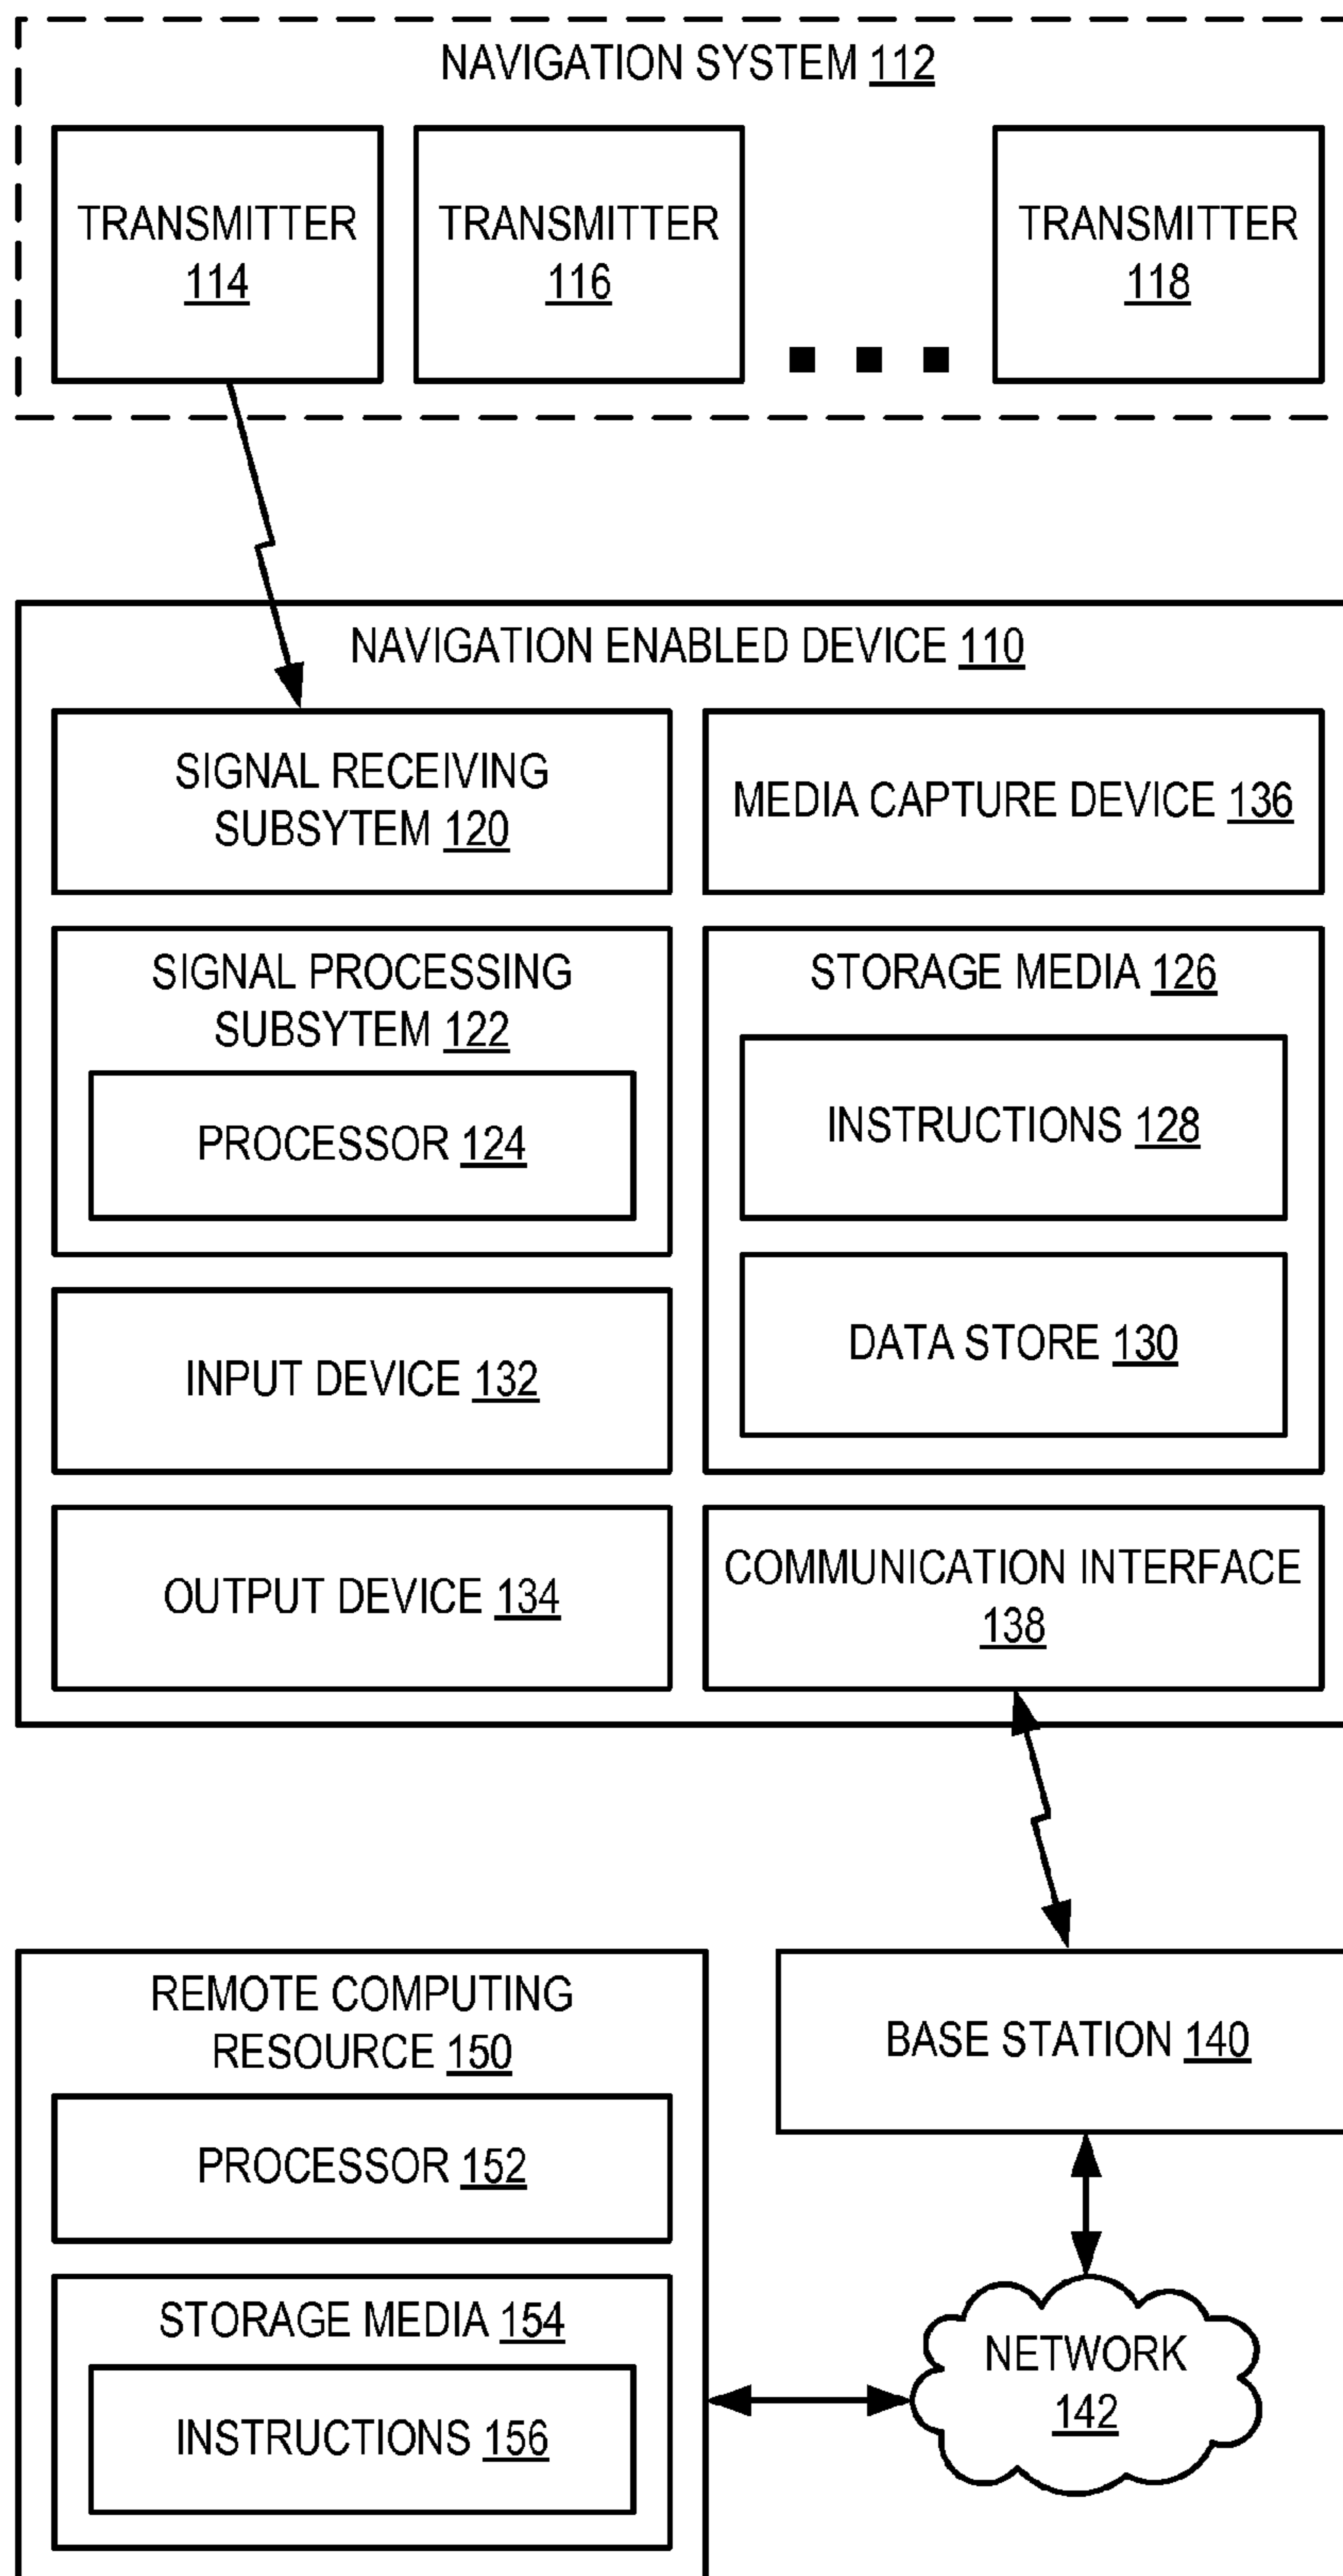 NAVIGATION SYSTEM 112
TRANSMITTER
114
TRANSMITTER
116
TRANSMITTER
118
NAVIGATION ENABLED DEVICE 110
SIGNAL RECEIVING
SUBSYTEM 120
MEDIA CAPTURE DEVICE 136
SIGNAL PROCESSING
SUBSYTEM 122
PROCESSOR 124
STORAGE MEDIA 126
INSTRUCTIONS 128
DATA STORE 130
INPUT DEVICE 132
OUTPUT DEVICE 134
COMMUNICATION INTERFACE
138
REMOTE COMPUTING
RESOURCE 150
PROCESSOR 152
STORAGE MEDIA 154
INSTRUCTIONS 156
BASE STATION 140
NETWORK
142